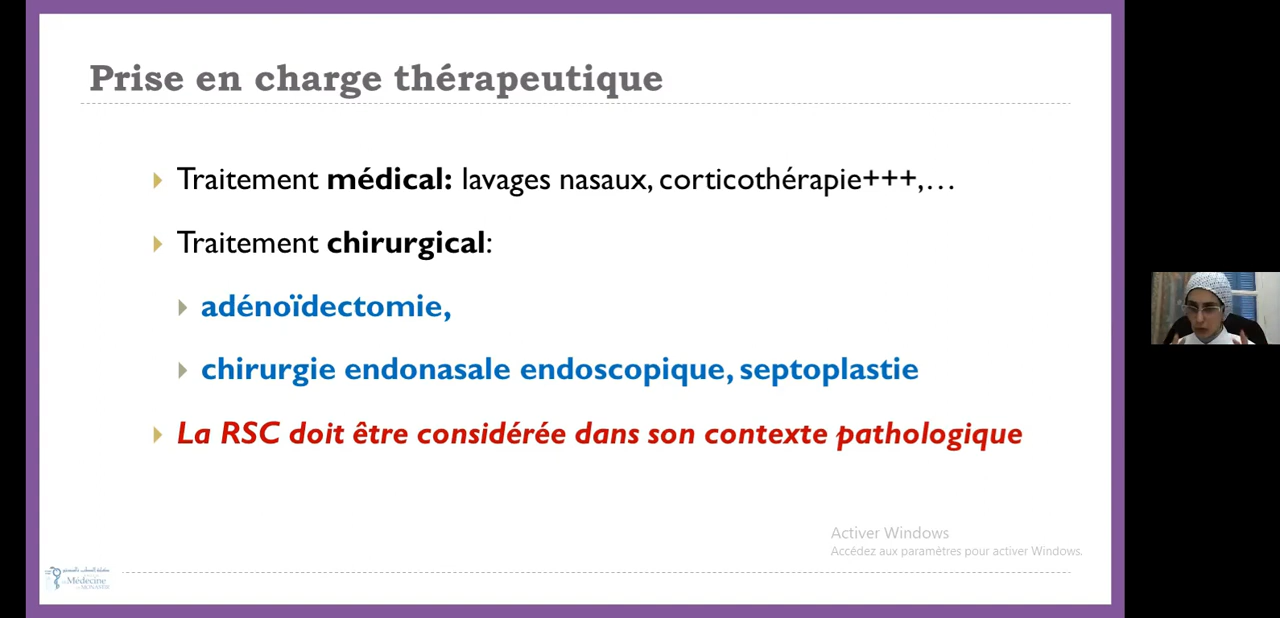 Prise en charge thérapeutique
Traitement médical: lavages nasaux, corticothérapie+++,…
Traitement chirurgical:
adénoïdectomie,
chirurgie endonasale endoscopique, septoplastie
La RSC doit être considérée dans son contexte pathologique
Activer Windows
Accédez aux paramètres pour activer Windows.
Médecine